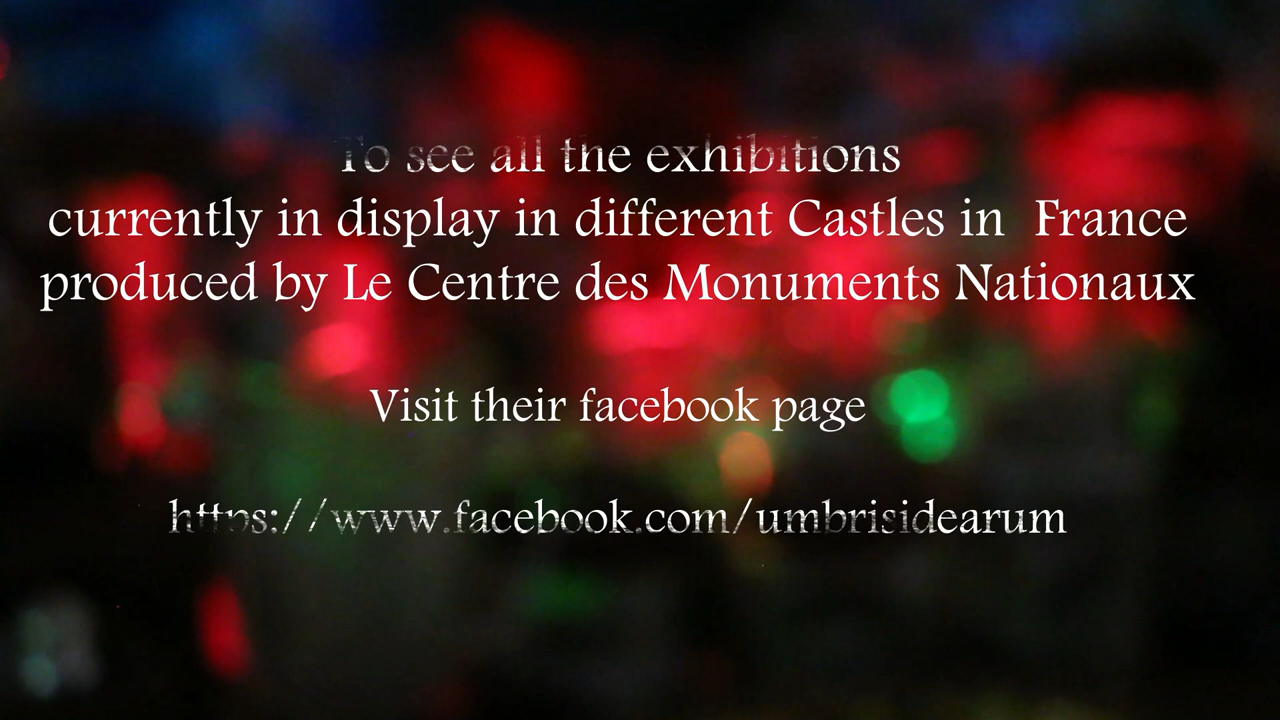 To see all the exhibitions
currently in display in different Castles in France
produced by Le Centre des Monuments Nationaux
Visit their facebook page
https://www.facebook.com/umbrisidearum